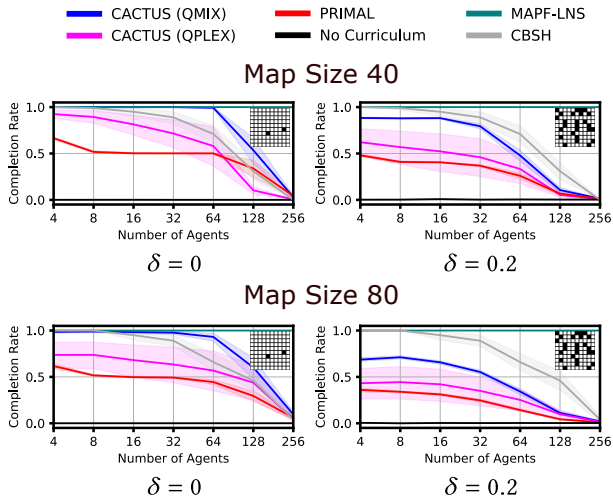 CACTUS (QMIX) PRIMAL MAPF-LNS
CACTUS (QPLEX) No Curriculum CBSH
Map Size 40
Completion Rate
1.0
0.5
0.0
4 8 16 32 64 128 256
Number of Agents
δ = 0
Completion Rate
1.0
0.5
0.0
4 8 16 32 64 128 256
Number of Agents
δ = 0.2
Map Size 80
Completion Rate
1.0
0.5
0.0
4 8 16 32 64 128 256
Number of Agents
δ = 0
Completion Rate
1.0
0.5
0.0
4 8 16 32 64 128 256
Number of Agents
δ = 0.2